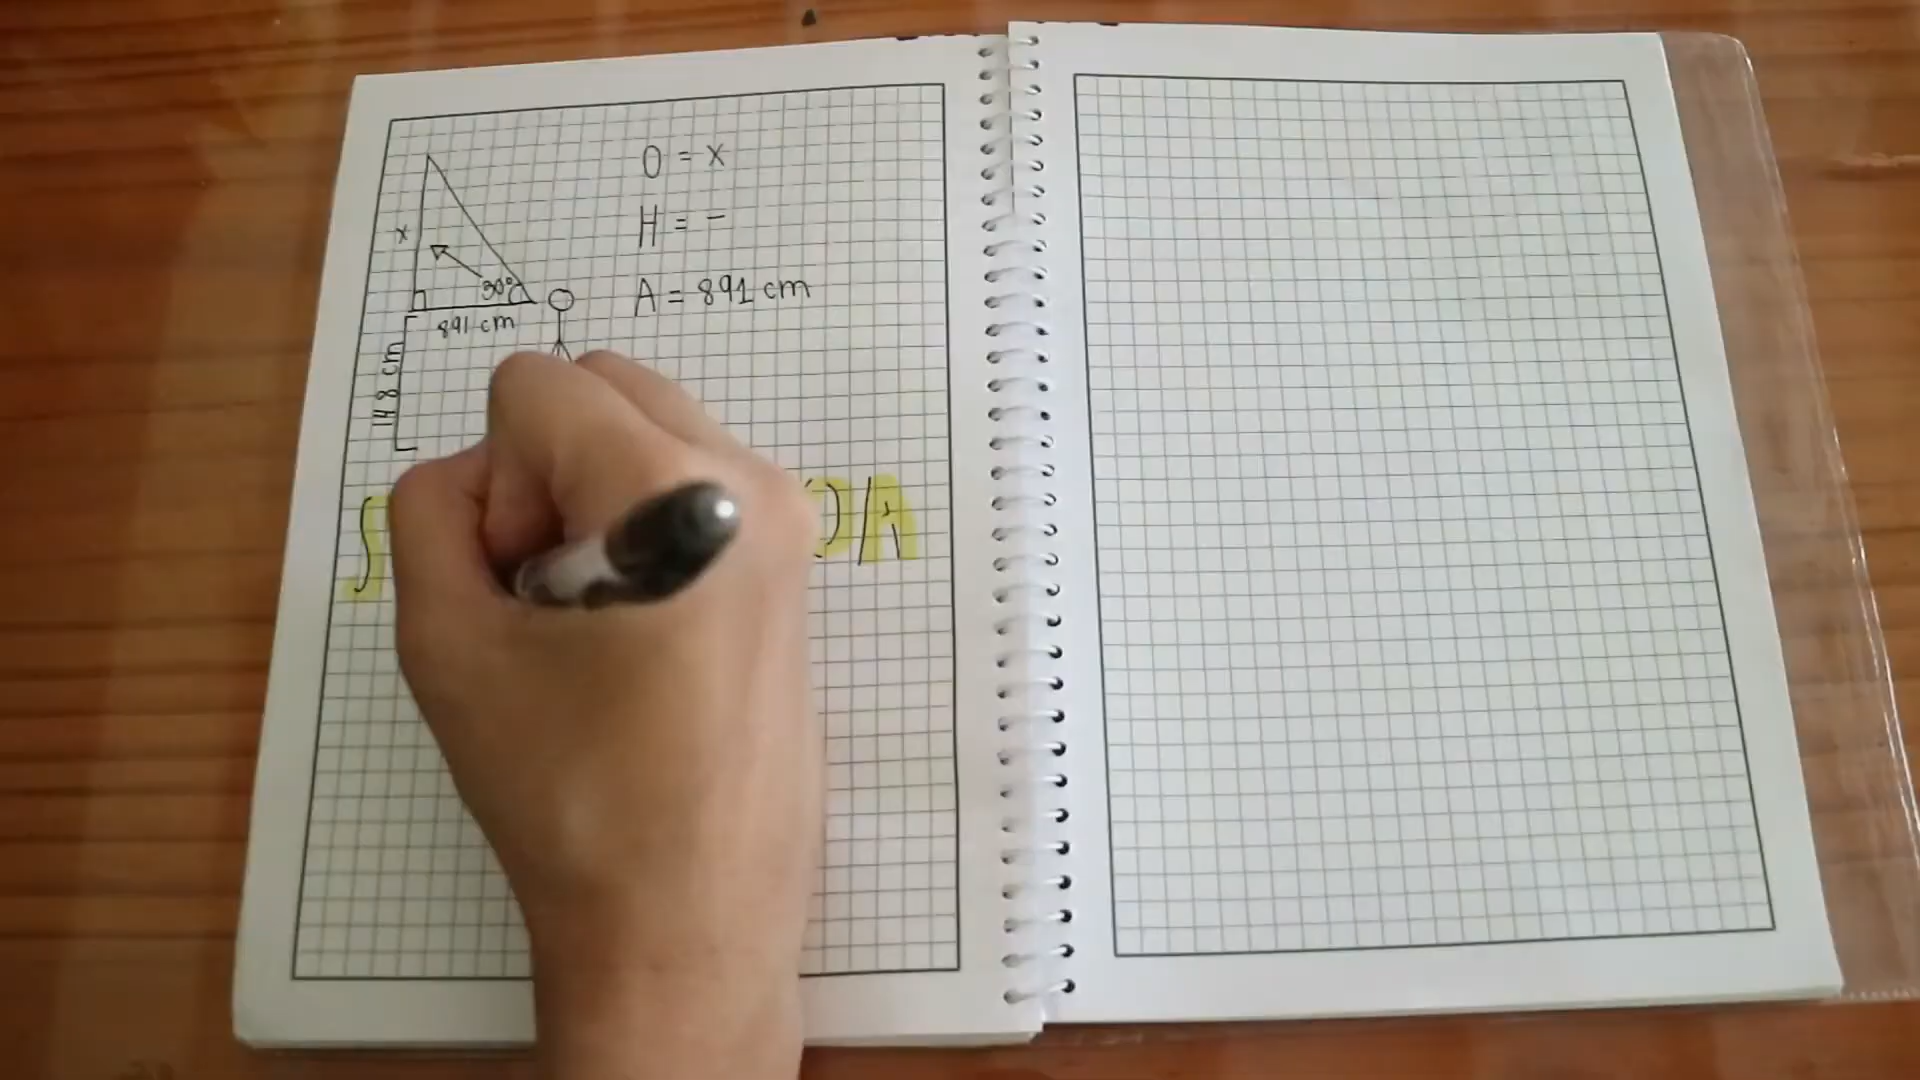 O = x
H = -
x
30°
A = 891 cm
891 cm
148 cm
O/A